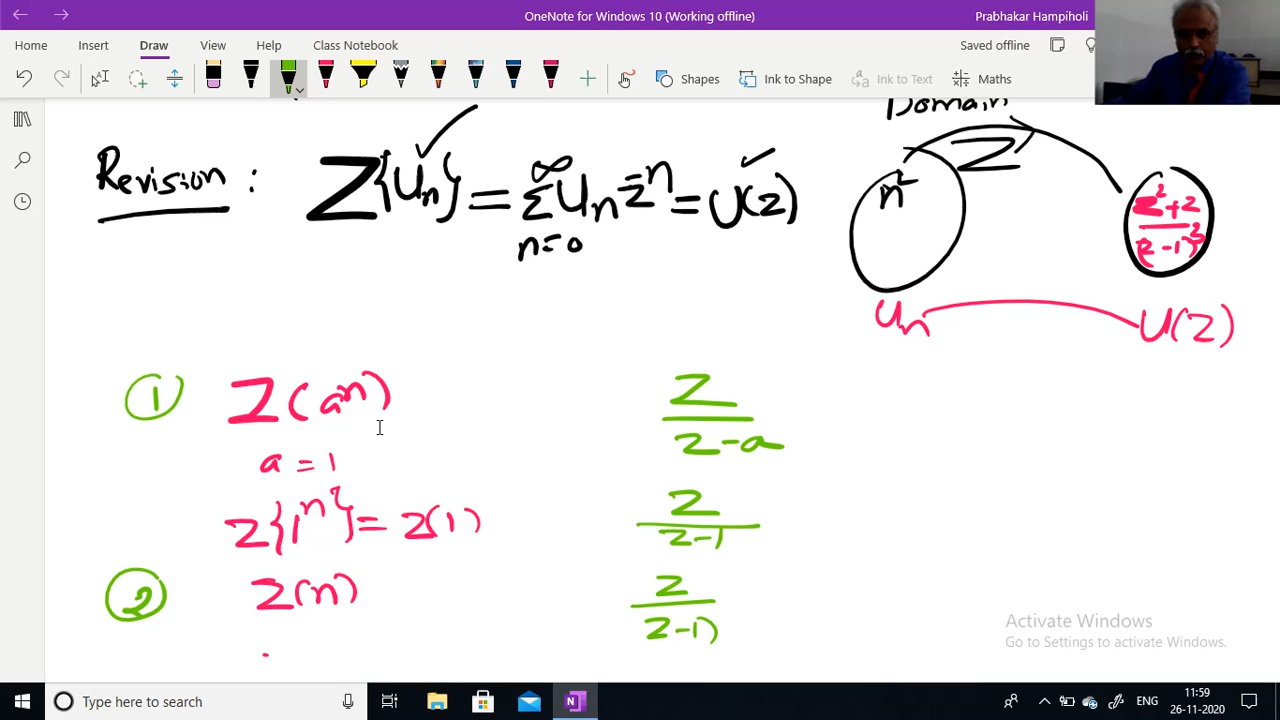 OneNote for Windows 10 (Working offline)
Prabhakar Hampiholi
Home Insert Draw View Help Class Notebook
Saved offline
Shapes Ink to Shape Ink to Text Maths
Domain
Revision : Z{Un} = ∑ n=0 ∞ Un z^-n = U(z)
Z
n^2
z^2+z / (z-1)^3
Un U(z)
① Z(a^n) z / z-a
a = 1
Z{1^n} = Z(1) z / z-1
② Z(n) z / z-1)
Activate Windows
Go to Settings to activate Windows.
Type here to search
ENG
11:59
26-11-2020